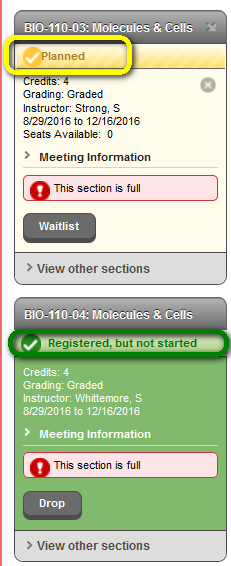 BIO-110-03: Molecules & Cells
Planned
Credits: 4
Grading: Graded
Instructor: Strong, S
8/29/2016 to 12/16/2016
Seats Available: 0
Meeting Information
This section is full
Waitlist
View other sections
BIO-110-04: Molecules & Cells
Registered, but not started
Credits: 4
Grading: Graded
Instructor: Whittemore, S
8/29/2016 to 12/16/2016
Meeting Information
This section is full
Drop
View other sections